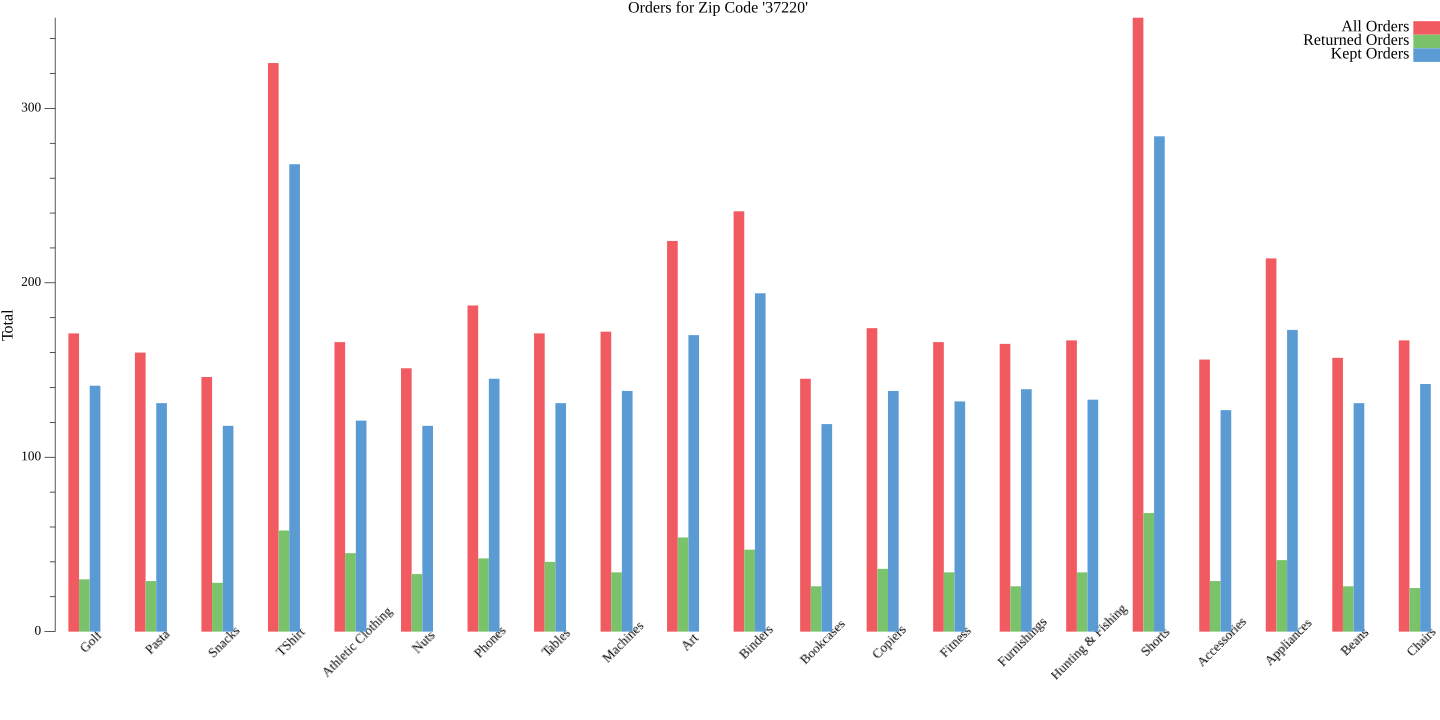 Orders for Zip Code '37220'
All Orders
Returned Orders
Kept Orders
Total
300
200
100
0
Golf
Pasta
Snacks
TShirt
Athletic Clothing
Nuts
Phones
Tables
Machines
Art
Binders
Bookcases
Copiers
Fitness
Furnishings
Hunting & Fishing
Shorts
Accessories
Appliances
Beans
Chairs